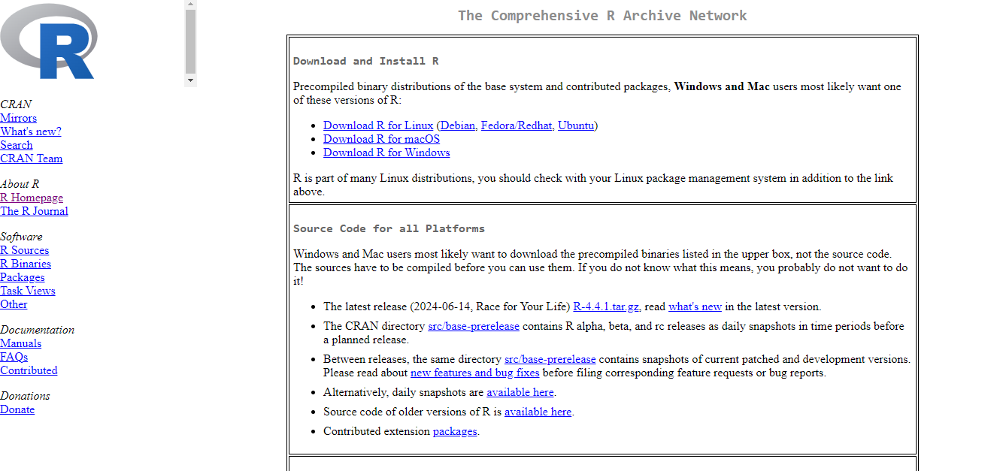 R
CRAN
Mirrors
What's new?
Search
CRAN Team
About R
R Homepage
The R Journal
Software
R Sources
R Binaries
Packages
Task Views
Other
Documentation
Manuals
FAQs
Contributed
Donations
Donate
The Comprehensive R Archive Network
Download and Install R
Precompiled binary distributions of the base system and contributed packages, Windows and Mac users most likely want one
of these versions of R:
• Download R for Linux (Debian, Fedora/Redhat, Ubuntu)
• Download R for macOS
• Download R for Windows
R is part of many Linux distributions, you should check with your Linux package management system in addition to the link
above.
Source Code for all Platforms
Windows and Mac users most likely want to download the precompiled binaries listed in the upper box, not the source code.
The sources have to be compiled before you can use them. If you do not know what this means, you probably do not want to do
it!
• The latest release (2024-06-14, Race for Your Life) R-4.4.1.tar.gz, read what's new in the latest version.
• The CRAN directory src/base-prerelease contains R alpha, beta, and rc releases as daily snapshots in time periods before
a planned release.
• Between releases, the same directory src/base-prerelease contains snapshots of current patched and development versions.
Please read about new features and bug fixes before filing corresponding feature requests or bug reports.
• Alternatively, daily snapshots are available here.
• Source code of older versions of R is available here.
• Contributed extension packages.